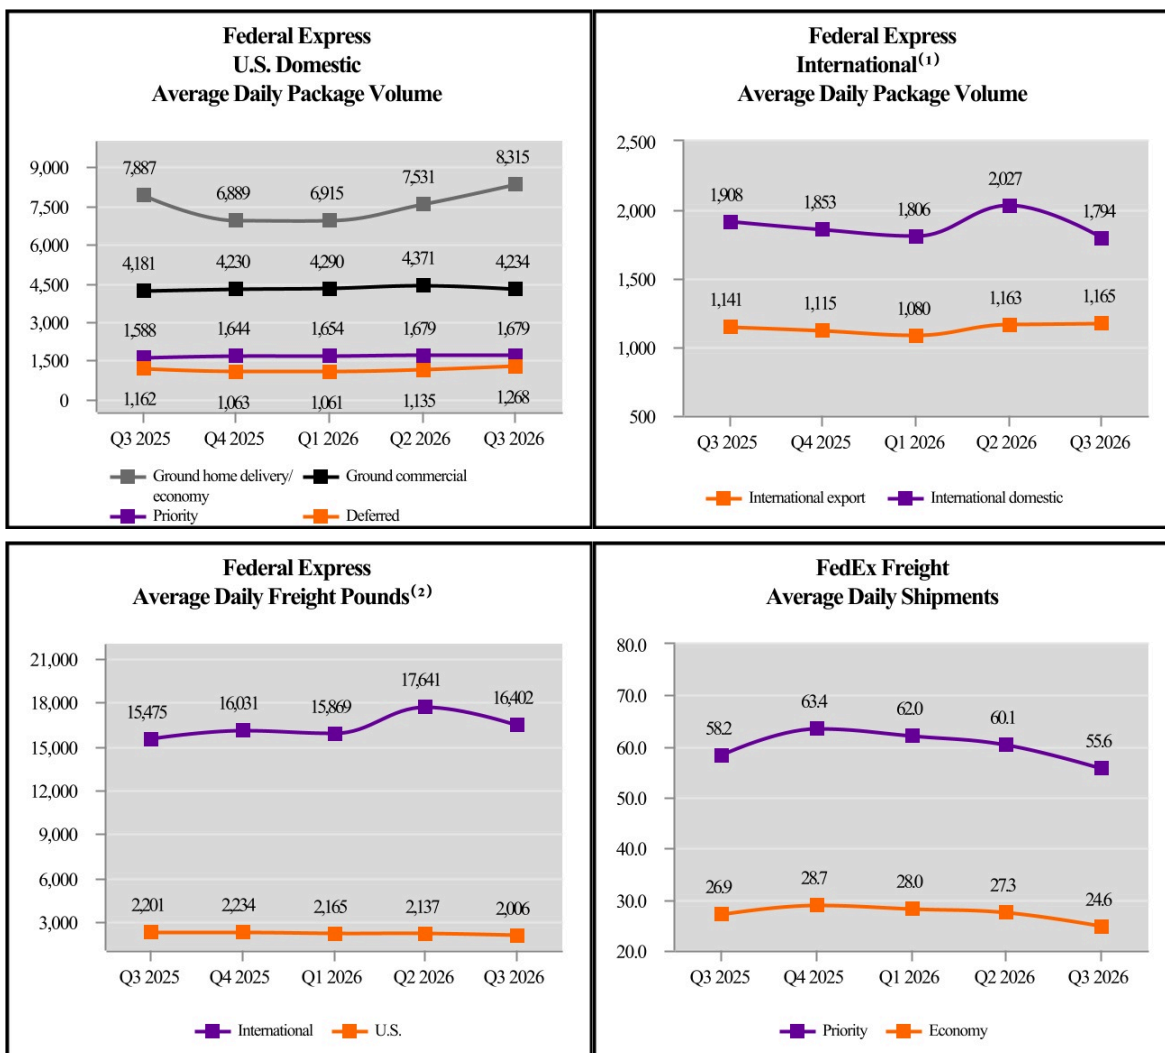 Federal Express
U.S. Domestic
Average Daily Package Volume
9,000
7,500
6,000
4,500
3,000
1,500
0
7,887
6,889
6,915
7,531
8,315
4,181
4,230
4,290
4,371
4,234
1,588
1,644
1,654
1,679
1,679
1,162
1,063
1,061
1,135
1,268
Q3 2025
Q4 2025
Q1 2026
Q2 2026
Q3 2026
Ground home delivery/
economy
Ground commercial
Priority
Deferred
Federal Express
International⁽¹⁾
Average Daily Package Volume
2,500
2,000
1,500
1,000
500
1,908
1,853
1,806
2,027
1,794
1,141
1,115
1,080
1,163
1,165
Q3 2025
Q4 2025
Q1 2026
Q2 2026
Q3 2026
International export
International domestic
Federal Express
Average Daily Freight Pounds⁽²⁾
21,000
18,000
15,000
12,000
9,000
6,000
3,000
15,475
16,031
15,869
17,641
16,402
2,201
2,234
2,165
2,137
2,006
Q3 2025
Q4 2025
Q1 2026
Q2 2026
Q3 2026
International
U.S.
FedEx Freight
Average Daily Shipments
80.0
70.0
60.0
50.0
40.0
30.0
20.0
58.2
63.4
62.0
60.1
55.6
26.9
28.7
28.0
27.3
24.6
Q3 2025
Q4 2025
Q1 2026
Q2 2026
Q3 2026
Priority
Economy